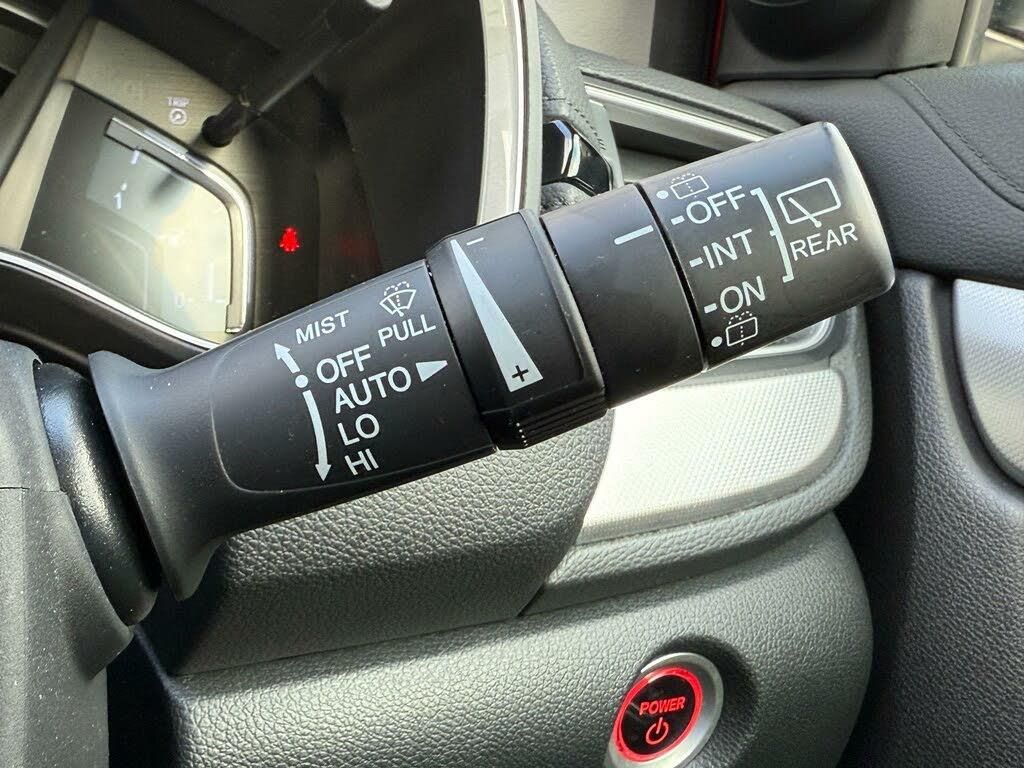 TRIP
MIST
PULL
OFF
AUTO
LO
HI
−
+
OFF
-INT
-ON
REAR
POWER